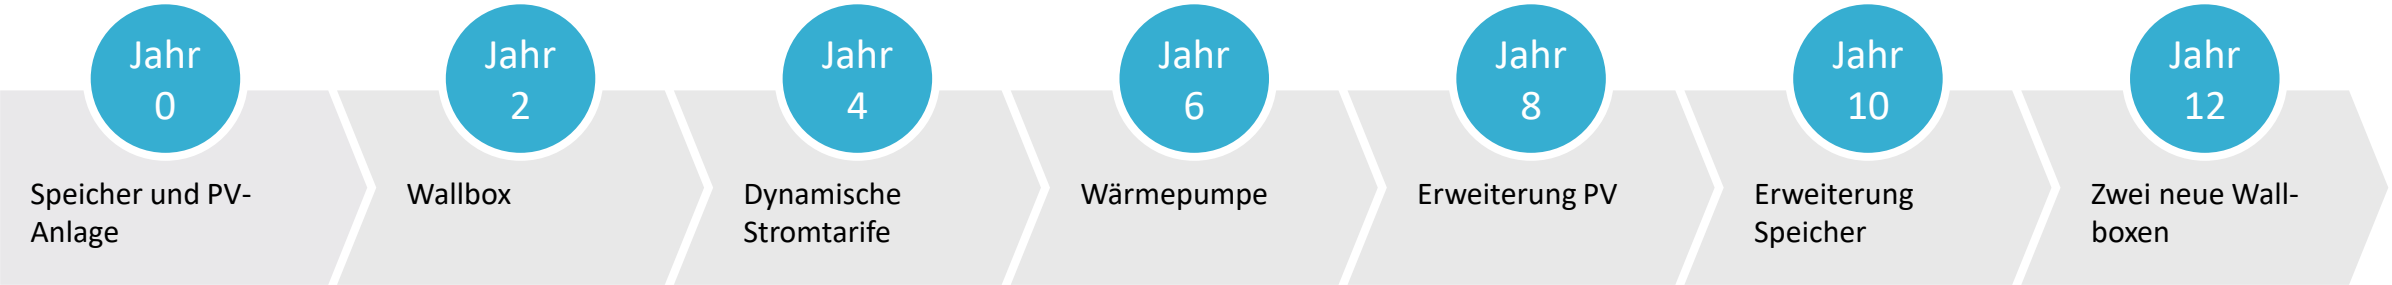 Jahr
0
Speicher und PV-
Anlage
Jahr
2
Wallbox
Jahr
4
Dynamische
Stromtarife
Jahr
6
Wärmepumpe
Jahr
8
Erweiterung PV
Jahr
10
Erweiterung
Speicher
Jahr
12
Zwei neue Wall-
boxen